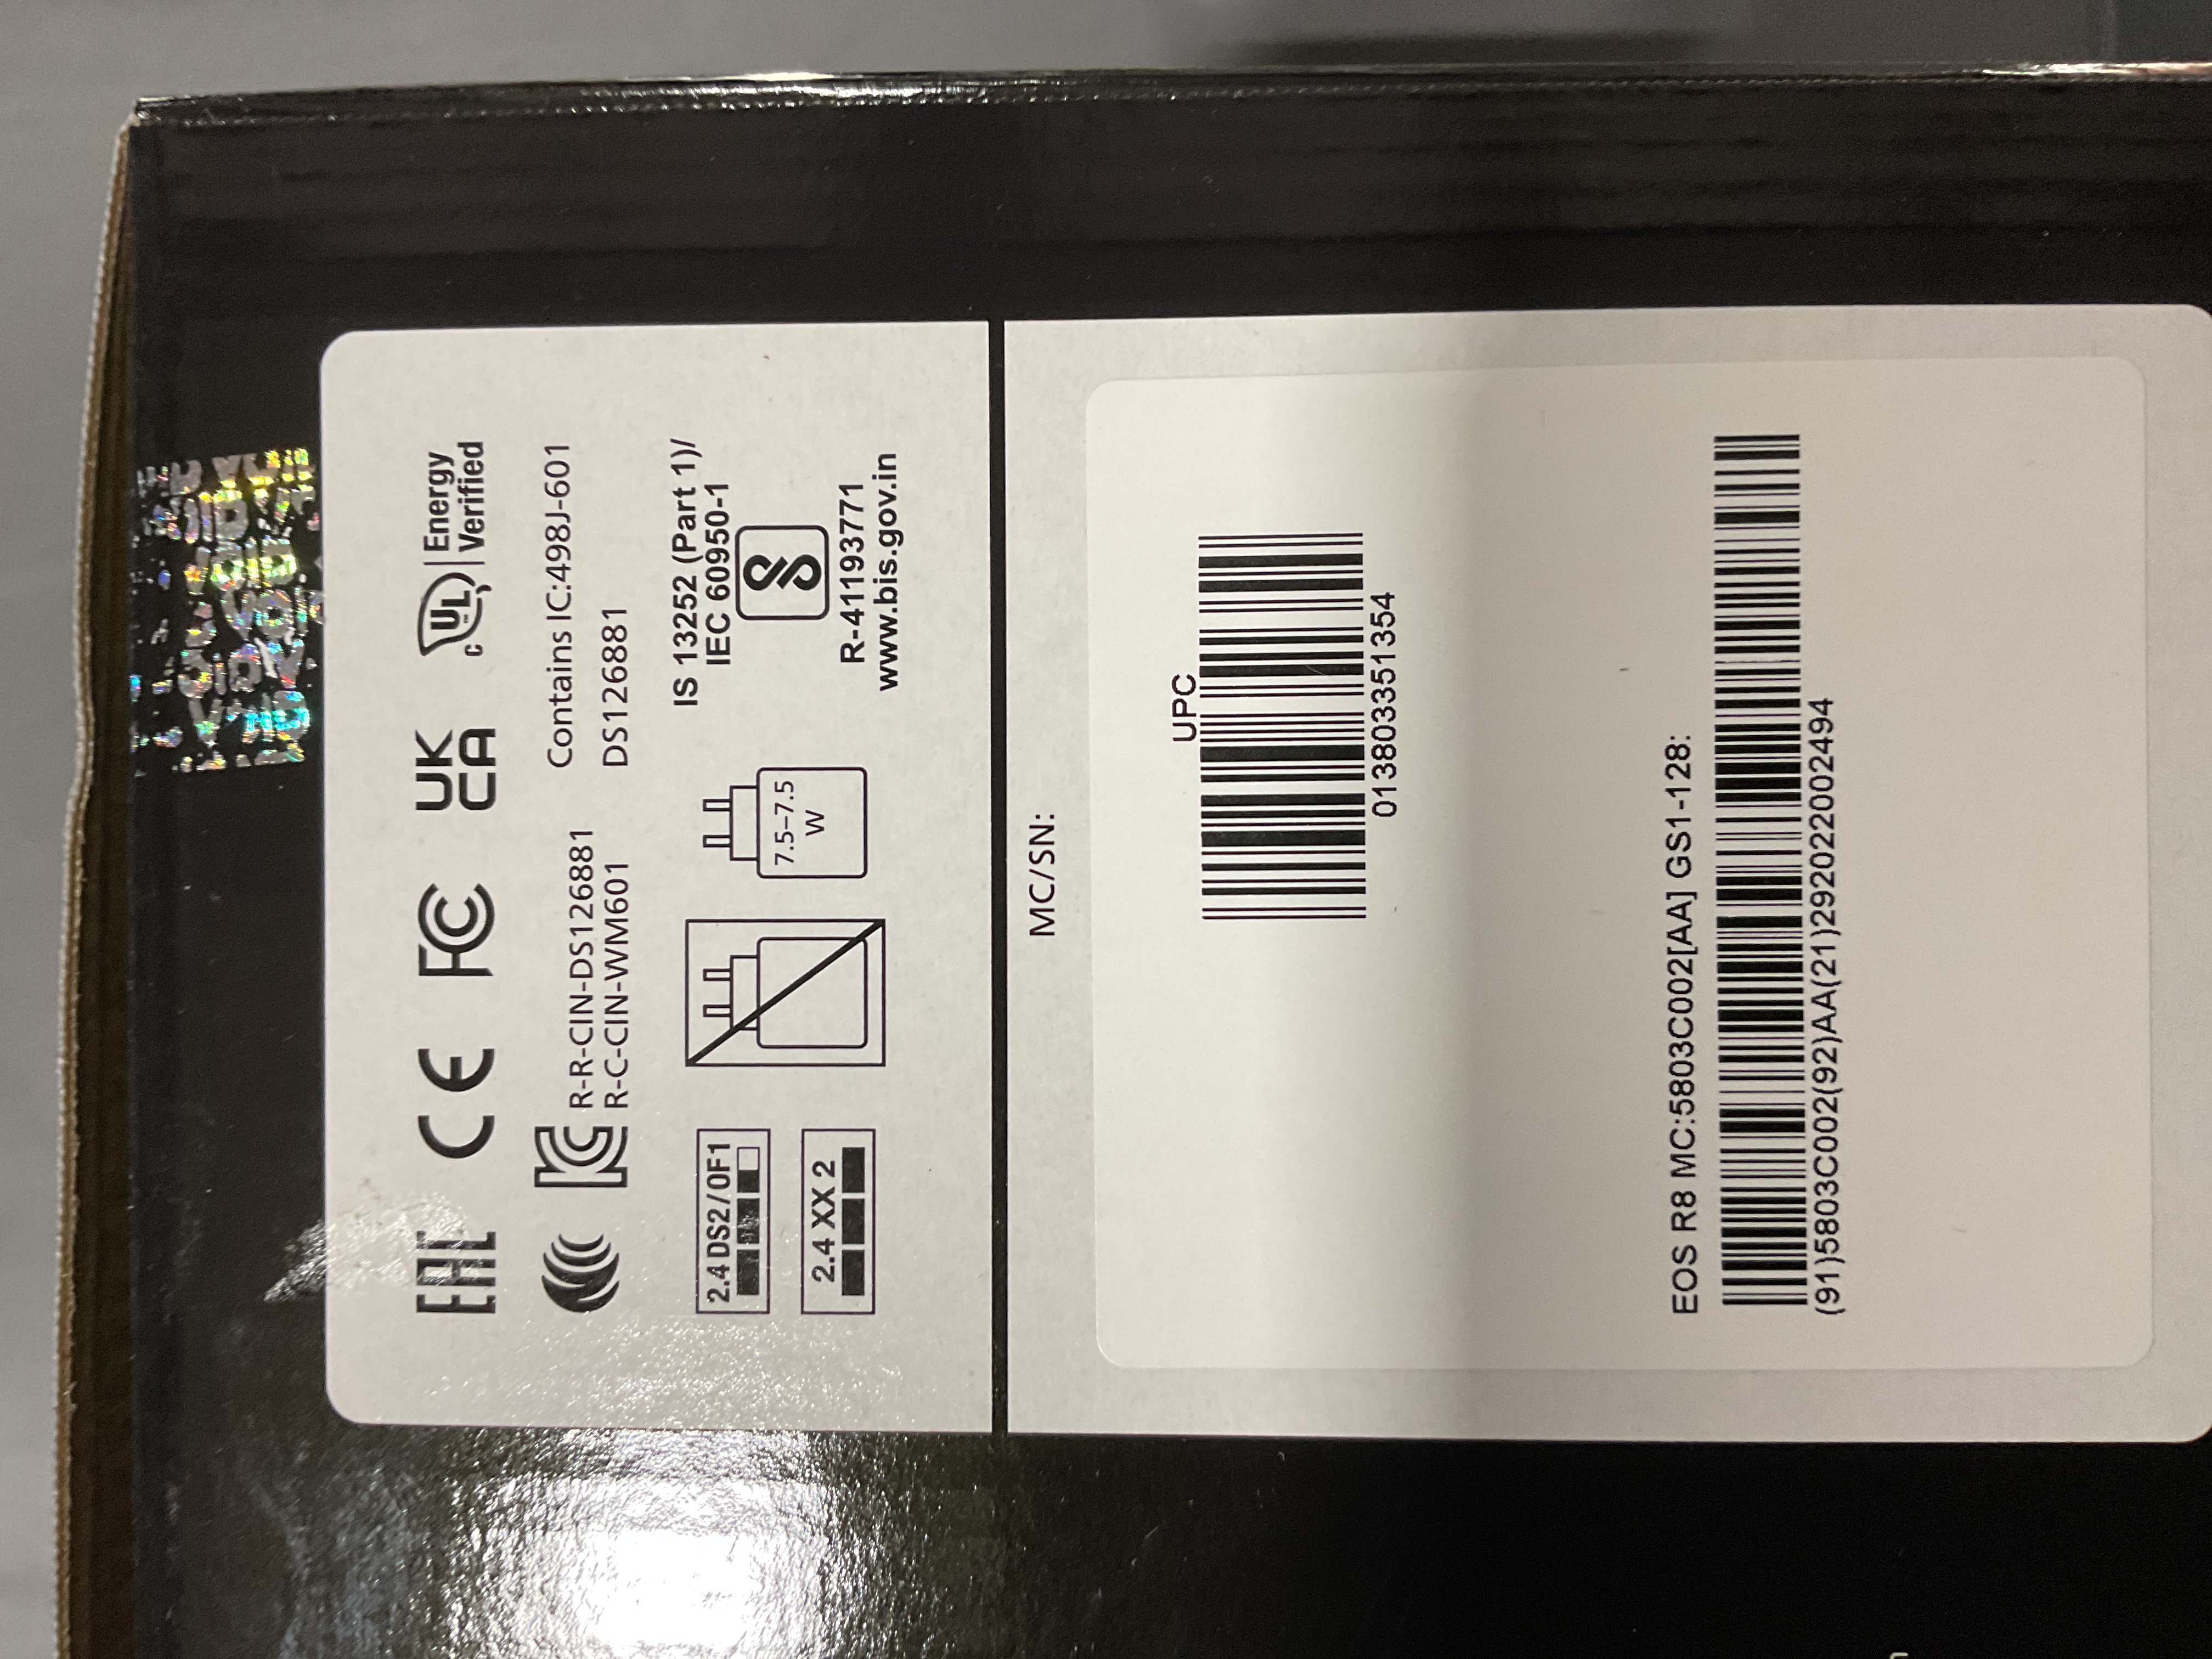 EAC CE FC UK CA c UL Energy Verified
R-R-CIN-DS126881
R-C-CIN-WM601
Contains IC:498J-601
DS126881
2.4 DS2/0F1
2.4 XX 2
7.5–7.5
W
IS 13252 (Part 1)/
IEC 60950-1
R-41193771
www.bis.gov.in
MC/SN:
UPC
013803351354
EOS R8 MC:5803C002[AA] GS1-128:
(91)5803C002(92)AA(21)292022002494